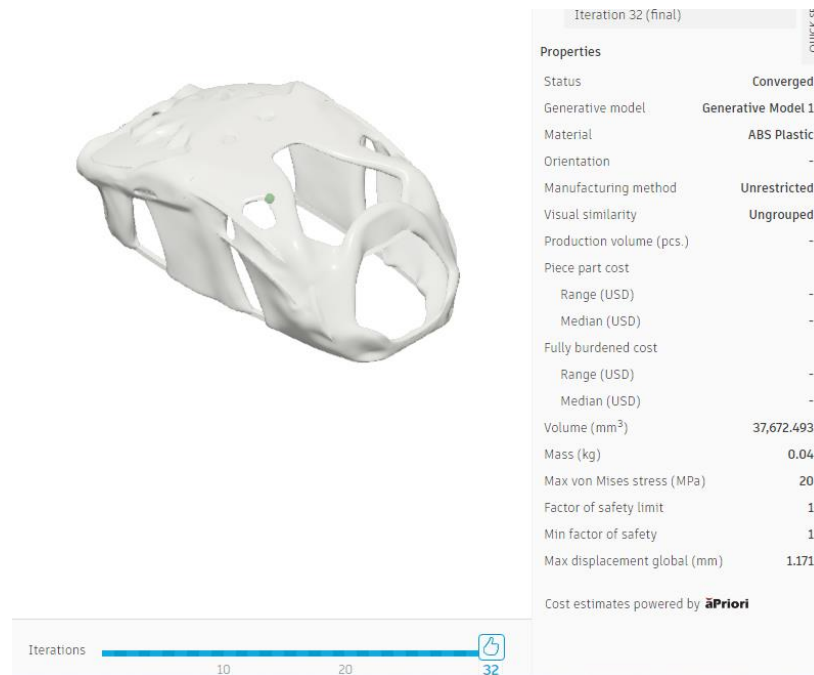 Iteration 32 (final)
Properties
Status Converged
Generative model Generative Model 1
Material ABS Plastic
Orientation -
Manufacturing method Unrestricted
Visual similarity Ungrouped
Production volume (pcs.) -
Piece part cost
Range (USD) -
Median (USD) -
Fully burdened cost
Range (USD) -
Median (USD) -
Volume (mm³) 37,672.493
Mass (kg) 0.04
Max von Mises stress (MPa) 20
Factor of safety limit 1
Min factor of safety 1
Max displacement global (mm) 1.171
Cost estimates powered by ăPriori
Iterations
10 20 32